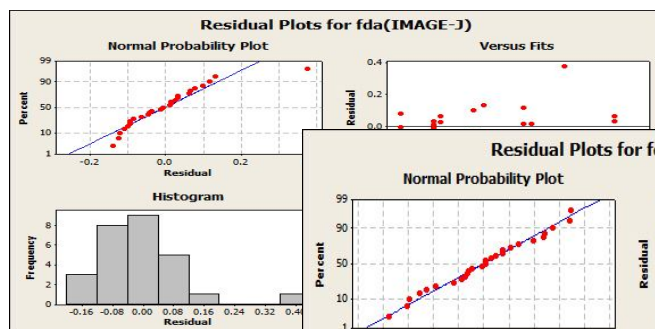 Residual Plots for fda(IMAGE-J)
Normal Probability Plot
Versus Fits
99
90
50
10
1
Percent
-0.2
0.0
0.2
Residual
0.4
0.2
0.0
Residual
Histogram
8
6
4
2
0
Frequency
-0.16
-0.08
0.00
0.08
0.16
0.24
0.32
0.40
Residual
Residual Plots for f
Normal Probability Plot
99
90
50
10
1
Percent
Residual